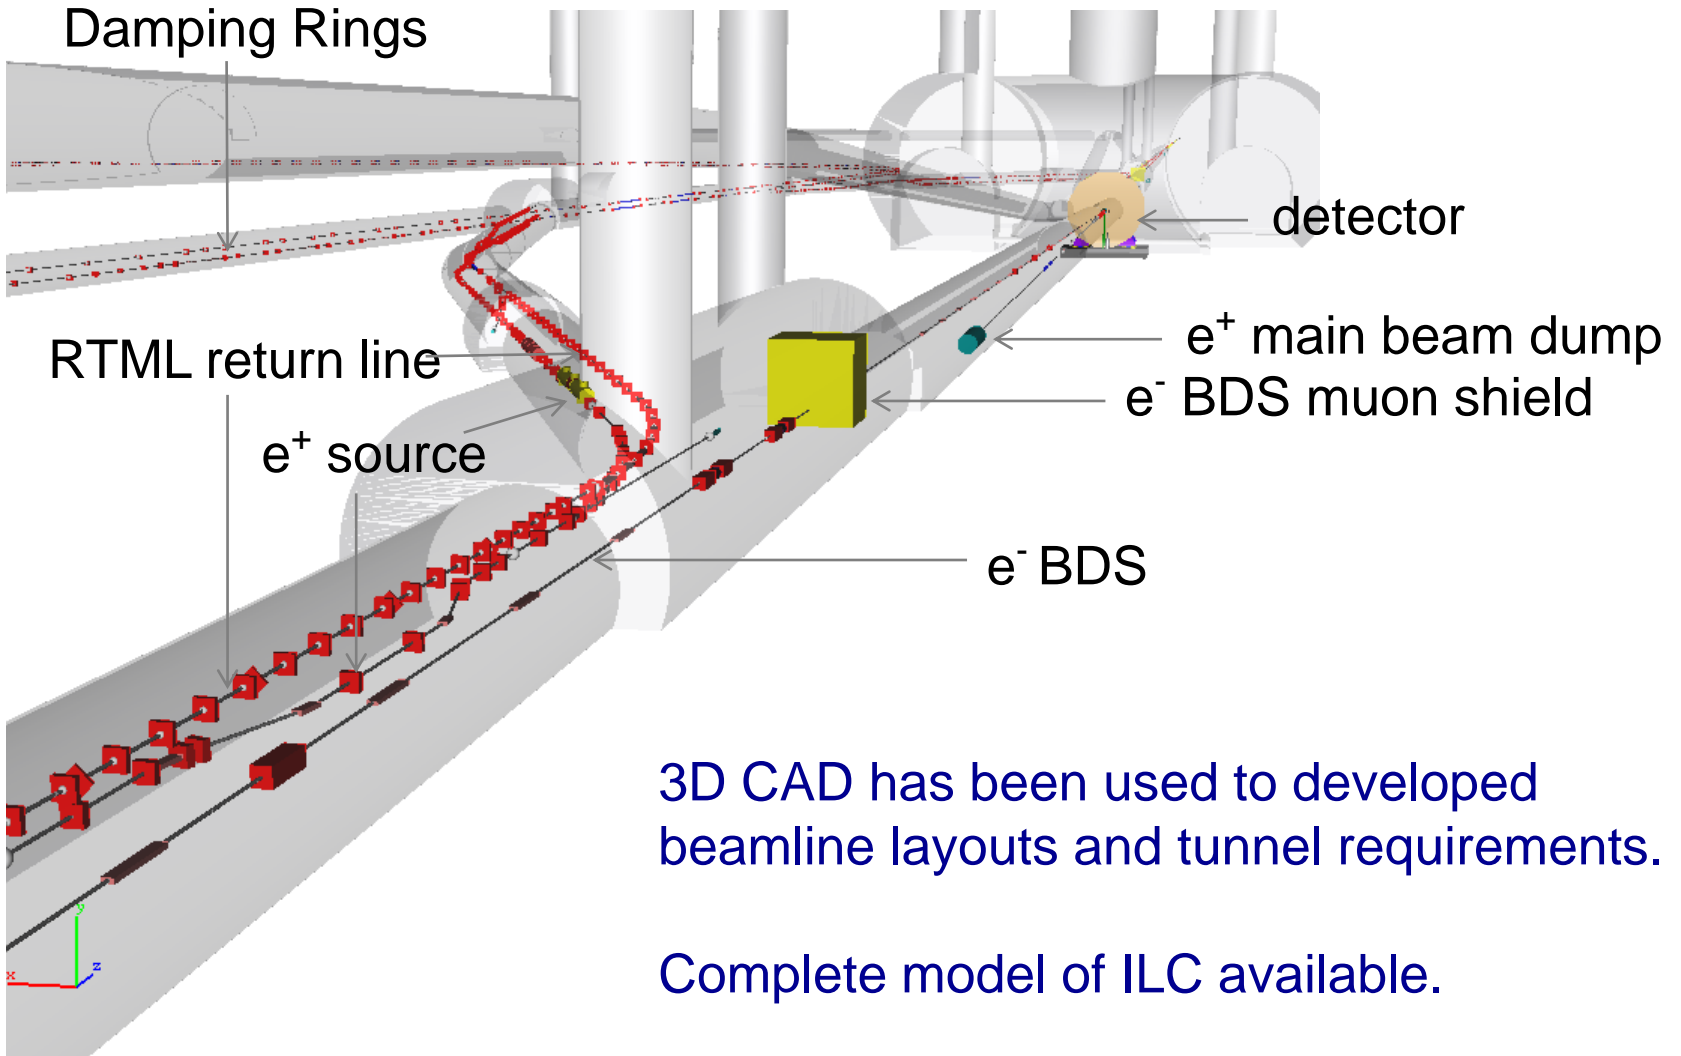 Damping Rings
detector
e⁺ main beam dump
RTML return line
e⁻ BDS muon shield
e⁺ source
e⁻ BDS
3D CAD has been used to developed
beamline layouts and tunnel requirements.
Complete model of ILC available.
y
x
z